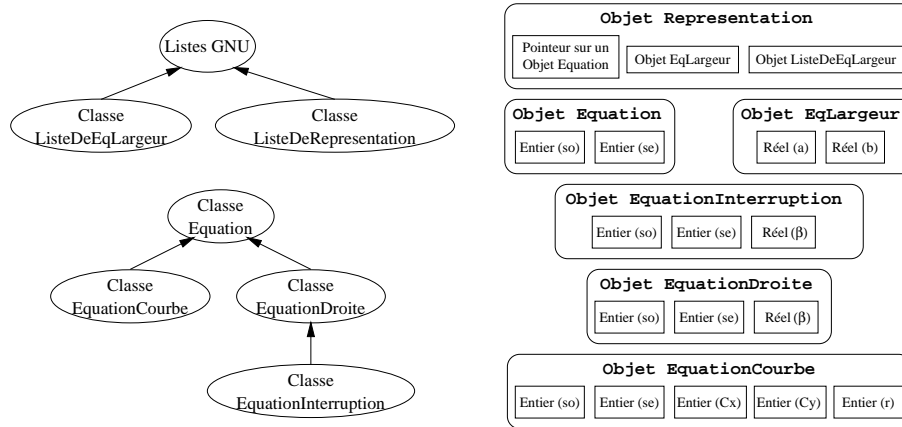 Listes GNU
Classe
ListeDeEqLargeur
Classe
ListeDeRepresentation
Classe
Equation
Classe
EquationCourbe
Classe
EquationDroite
Classe
EquationInterruption
Objet Representation
Pointeur sur un
Objet Equation
Objet EqLargeur
Objet ListeDeEqLargeur
Objet Equation
Entier (so)
Entier (se)
Objet EqLargeur
Réel (a)
Réel (b)
Objet EquationInterruption
Entier (so)
Entier (se)
Réel (β)
Objet EquationDroite
Entier (so)
Entier (se)
Réel (β)
Objet EquationCourbe
Entier (so)
Entier (se)
Entier (Cx)
Entier (Cy)
Entier (r)